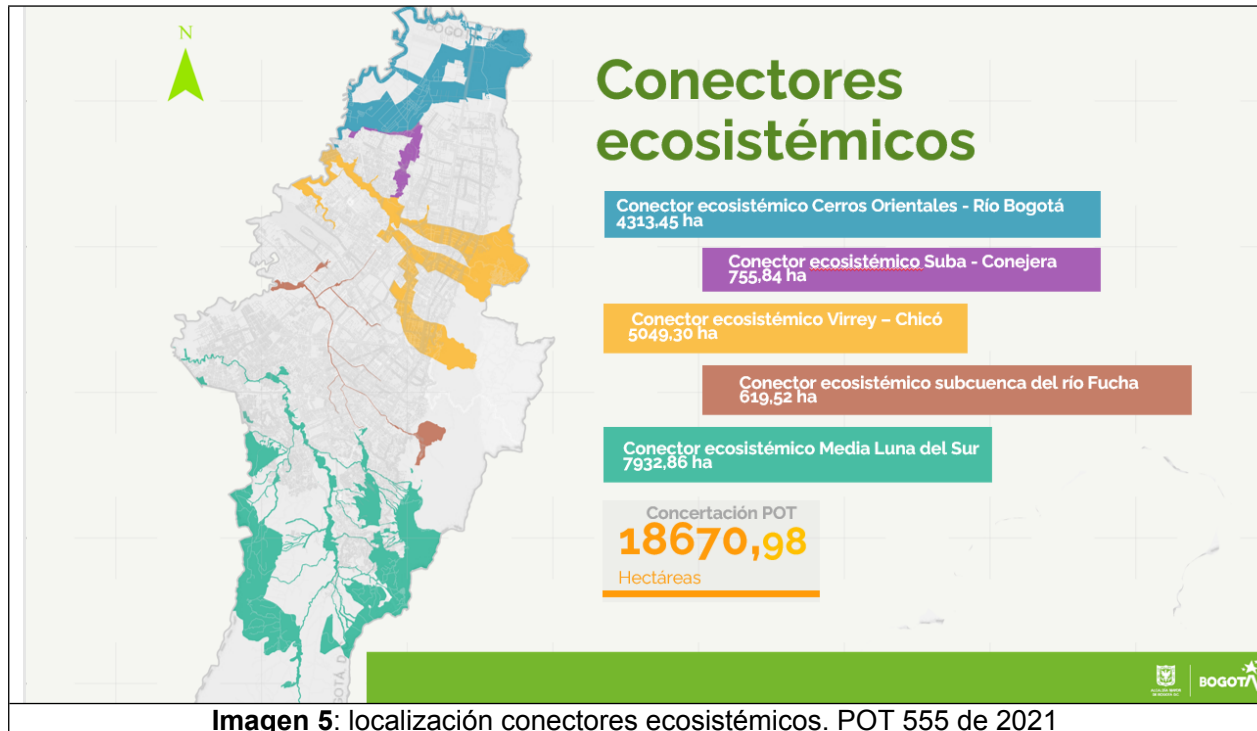 N
BOGOTÁ
Conectores
ecosistémicos
Conector ecosistémico Cerros Orientales - Río Bogotá
4313,45 ha
Conector ecosistémico Suba - Conejera
755,84 ha
Conector ecosistémico Virrey – Chicó
5049,30 ha
Conector ecosistémico subcuenca del río Fucha
619,52 ha
Conector ecosistémico Media Luna del Sur
7932,86 ha
Concertación POT
18670,98
Hectáreas
BOGOTÁ, D
BOGOTÁ
Imagen 5: localización conectores ecosistémicos. POT 555 de 2021